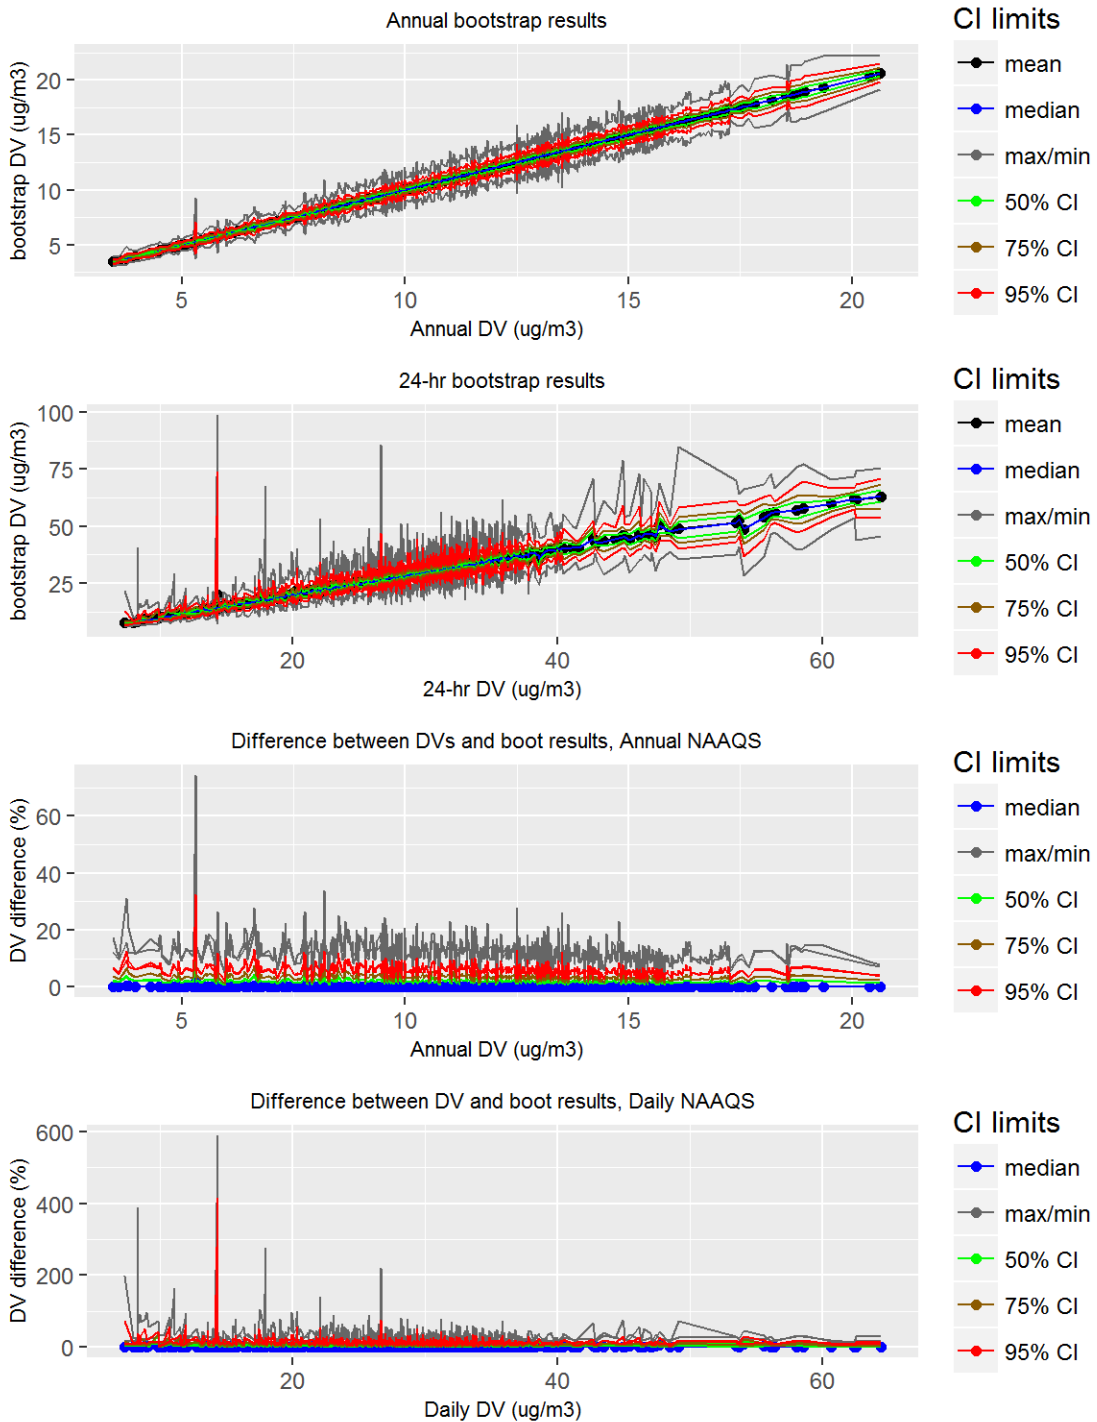 Annual bootstrap results
bootstrap DV (ug/m3)
20
15
10
5
5 10 15 20
Annual DV (ug/m3)
CI limits
mean
median
max/min
50% CI
75% CI
95% CI
24-hr bootstrap results
bootstrap DV (ug/m3)
100
75
50
25
20 40 60
24-hr DV (ug/m3)
CI limits
mean
median
max/min
50% CI
75% CI
95% CI
Difference between DVs and boot results, Annual NAAQS
DV difference (%)
60
40
20
0
5 10 15 20
Annual DV (ug/m3)
CI limits
median
max/min
50% CI
75% CI
95% CI
Difference between DV and boot results, Daily NAAQS
DV difference (%)
600
400
200
0
20 40 60
Daily DV (ug/m3)
CI limits
median
max/min
50% CI
75% CI
95% CI